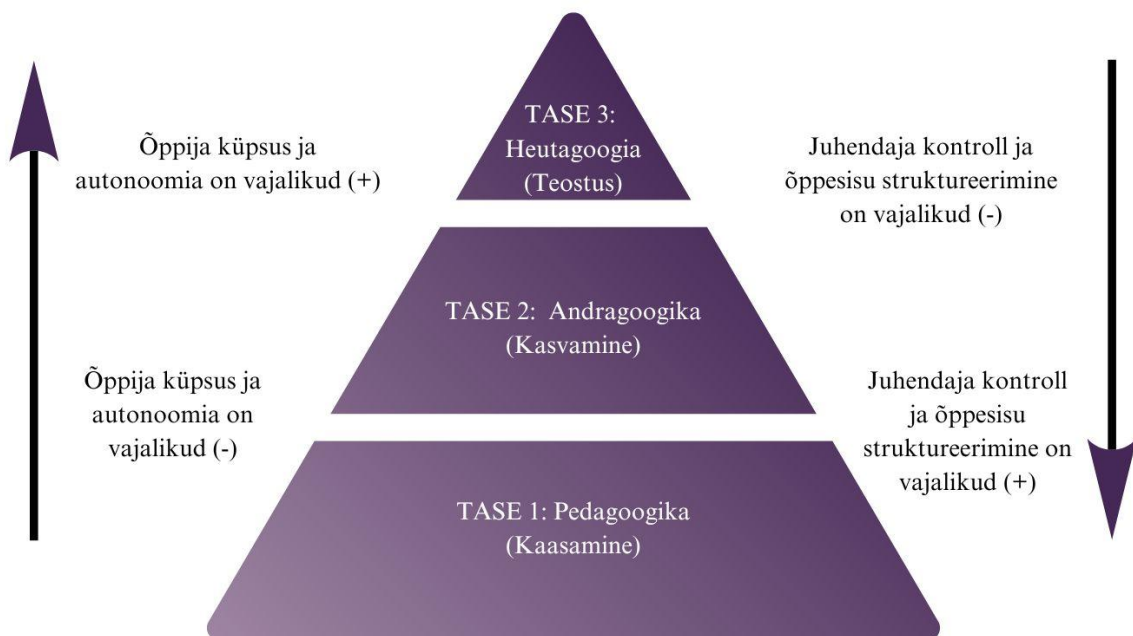 TASE 3:
Heutagoogia
(Teostus)
Õppija küpsus ja
autonoomia on vajalikud (+)
Juhendaja kontroll ja
õppesisu struktureerimine
on vajalikud (-)
TASE 2: Andragoogika
(Kasvamine)
Õppija küpsus ja
autonoomia on
vajalikud (-)
Juhendaja kontroll
ja õppesisu
struktureerimine on
vajalikud (+)
TASE 1: Pedagoogika
(Kaasamine)